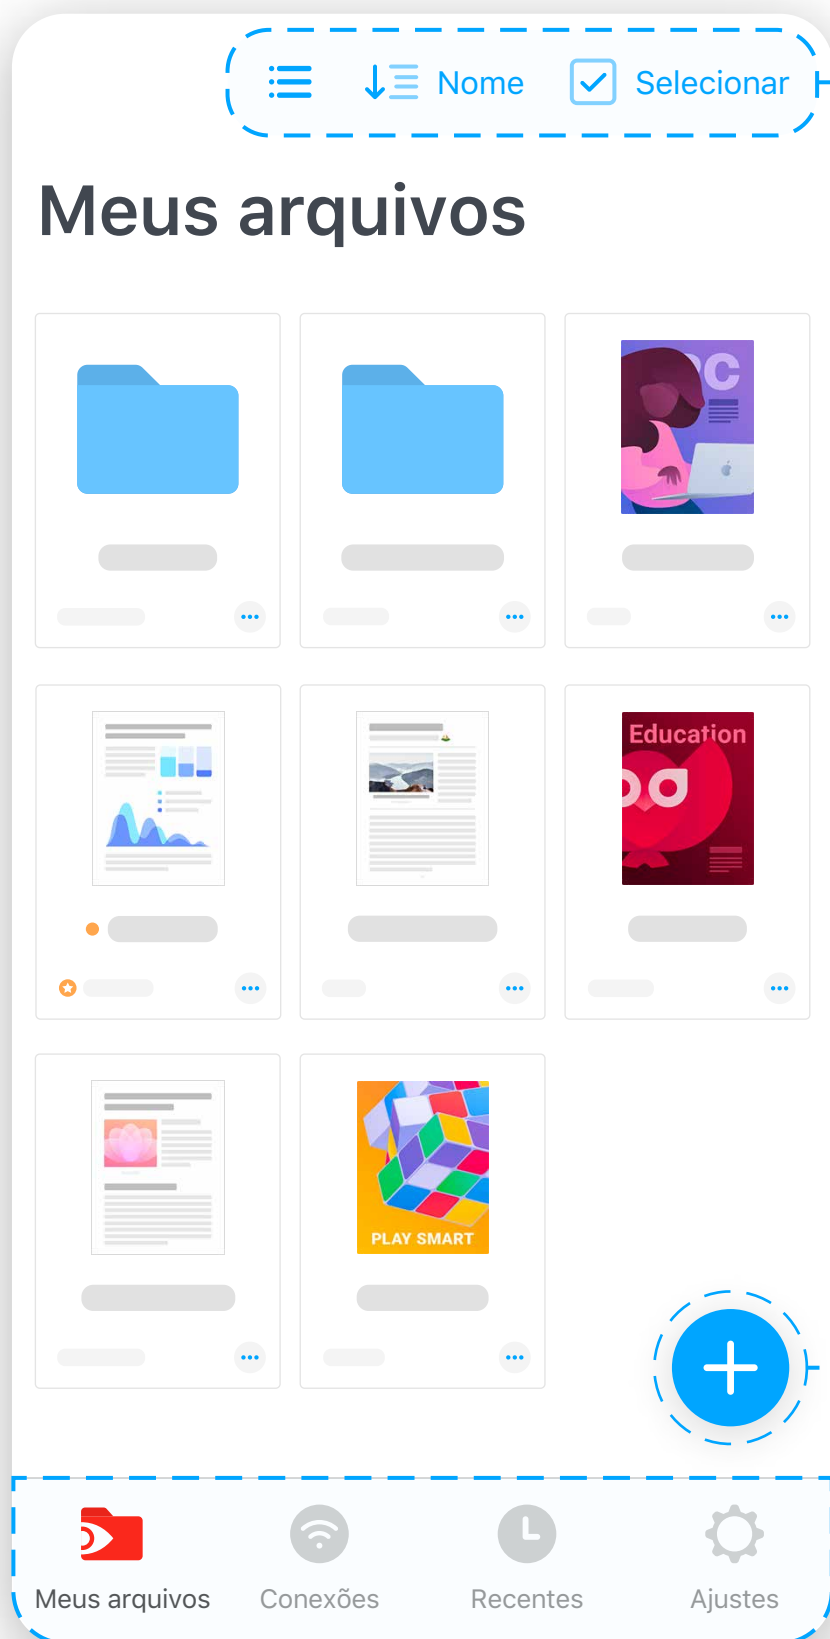 Nome
Selecionar
Meus arquivos
Education
PLAY SMART
Meus arquivos
Conexões
Recentes
Ajustes